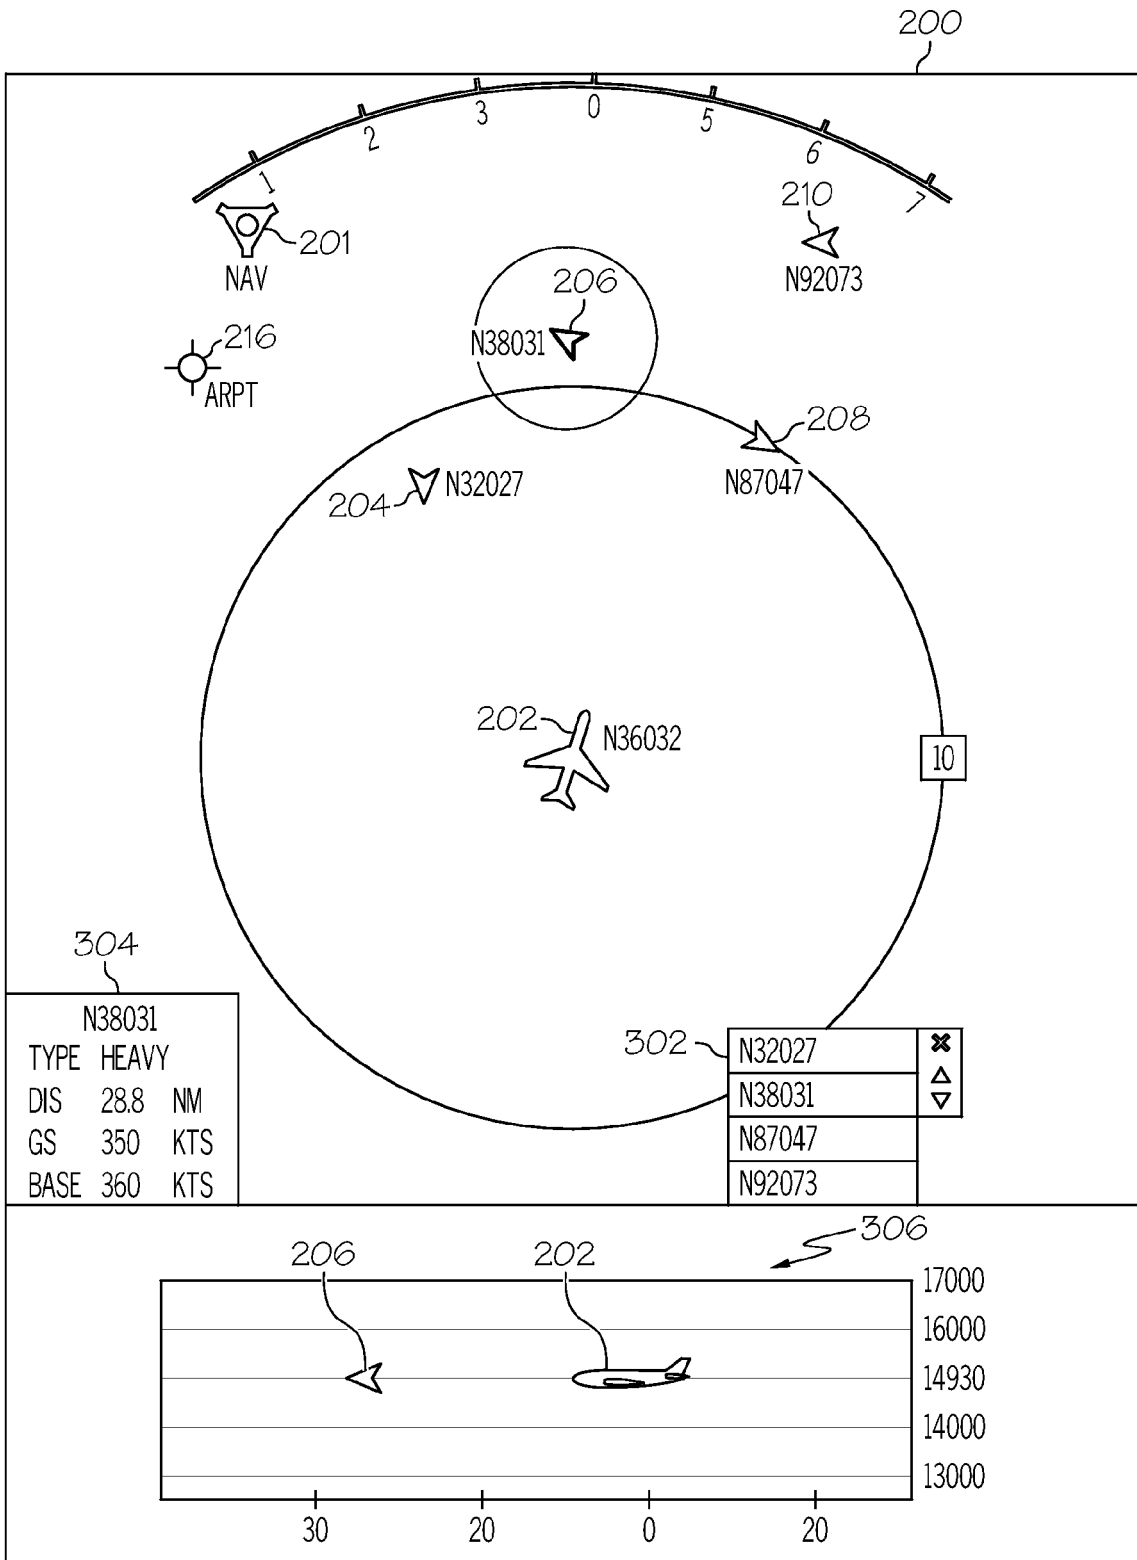 200
1 2 3 0 5 6 7
201
NAV
210
N92073
206
N38031
216
ARPT
208
N87047
204
N32027
202
N36032
10
304
N38031
TYPE HEAVY
DIS 28.8 NM
GS 350 KTS
BASE 360 KTS
302
N32027
N38031
N87047
N92073
306
206
202
17000
16000
14930
14000
13000
30 20 0 20